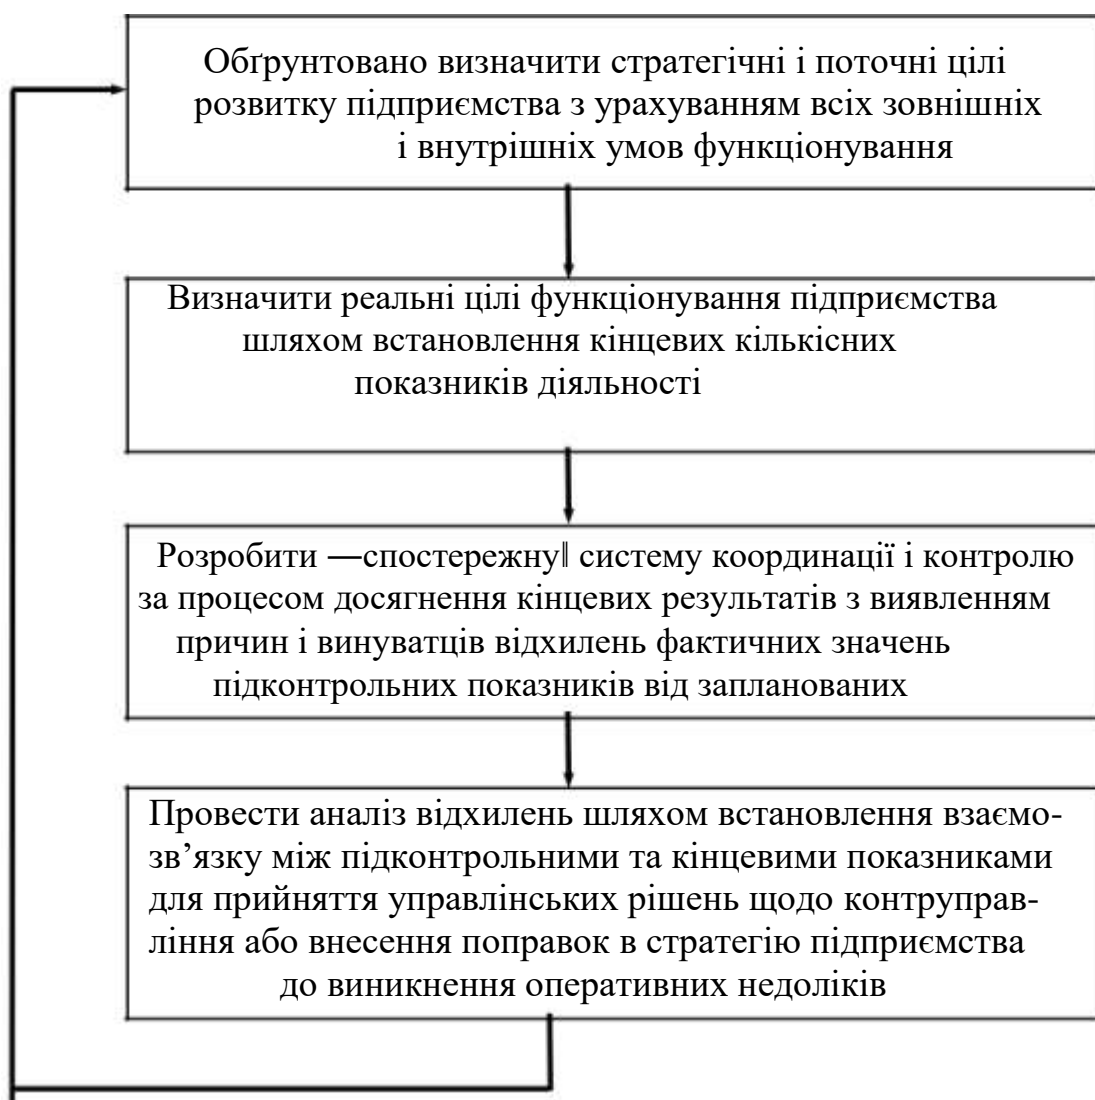 Обґрунтовано визначити стратегічні і поточні цілі
розвитку підприємства з урахуванням всіх зовнішніх
і внутрішніх умов функціонування
Визначити реальні цілі функціонування підприємства
шляхом встановлення кінцевих кількісних
показників діяльності
Розробити ―спостережну‖ систему координації і контролю
за процесом досягнення кінцевих результатів з виявленням
причин і винуватців відхилень фактичних значень
підконтрольних показників від запланованих
Провести аналіз відхилень шляхом встановлення взаємо-
зв’язку між підконтрольними та кінцевими показниками
для прийняття управлінських рішень щодо контруправ-
ління або внесення поправок в стратегію підприємства
до виникнення оперативних недоліків